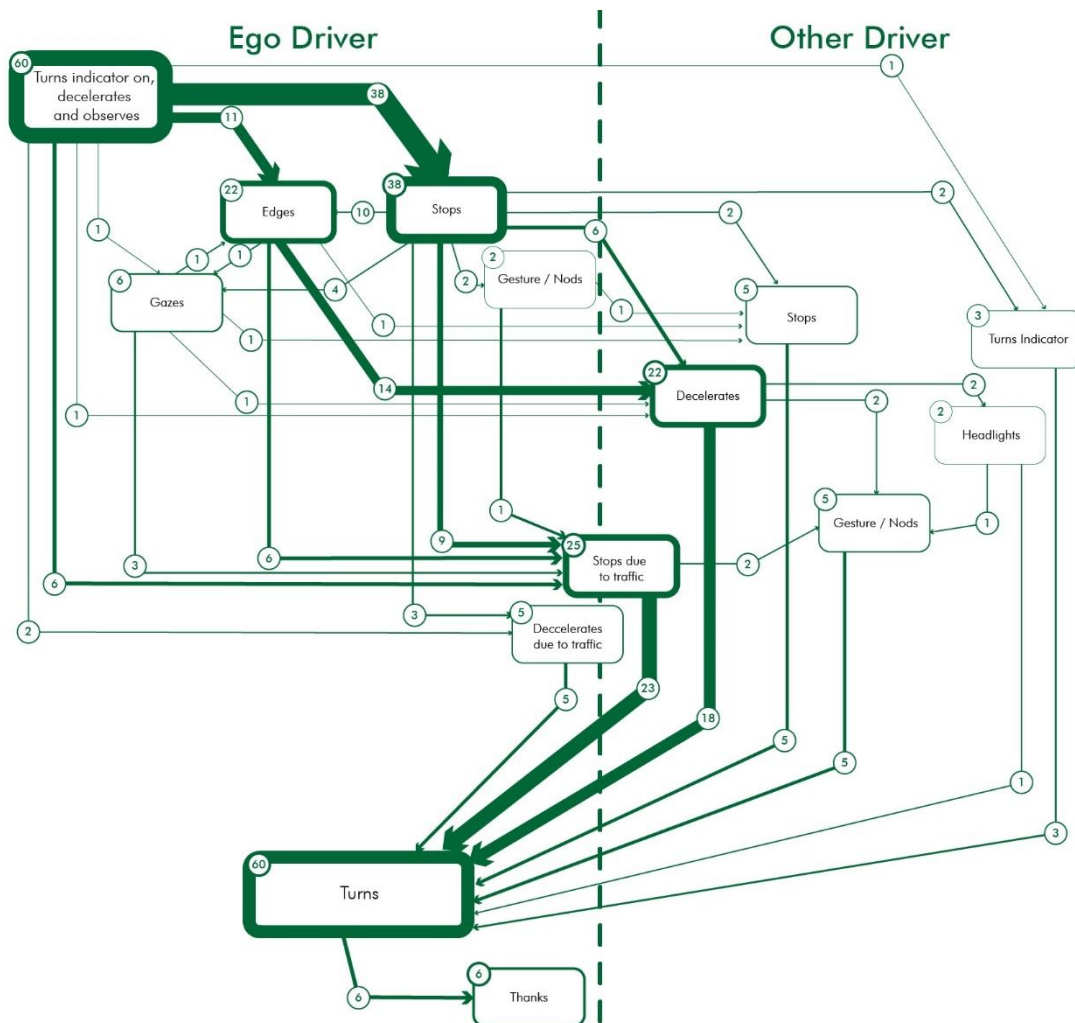 Ego Driver
Other Driver
60
Turns indicator on,
decelerates
and observes
1
38
11
22
Edges
10
38
Stops
2
2
6
1
1
1
6
Gazes
4
2
2
Gesture / Nods
1
5
Stops
3
Turns Indicator
1
1
14
22
Decelerates
2
2
1
1
2
Headlights
5
Gesture / Nods
1
1
9
25
Stops due
to traffic
2
6
3
6
3
5
Deccelerates
due to traffic
2
5
23
18
5
5
1
3
60
Turns
6
6
Thanks